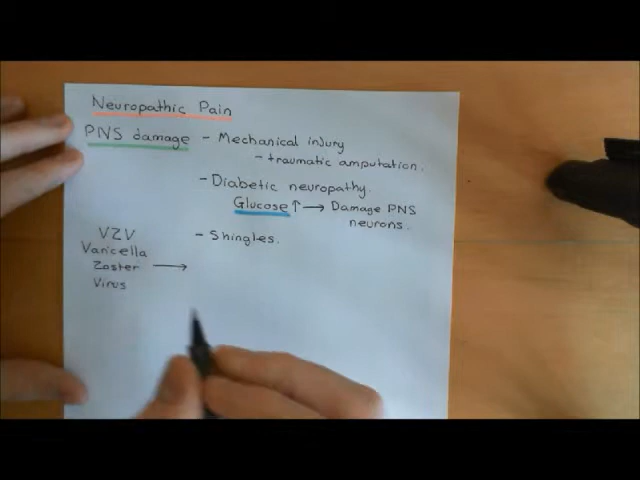 Neuropathic Pain
PNS damage - Mechanical injury
- traumatic amputation.
- Diabetic neuropathy.
Glucose ↑ → Damage PNS
neurons.
- Shingles.
VZV
Varicella
Zoster →
Virus